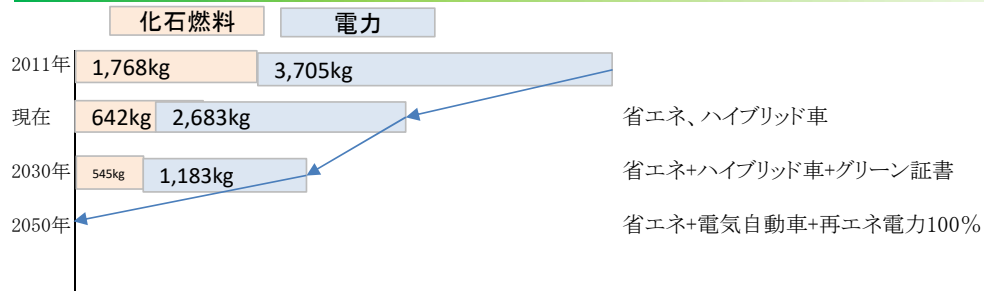 化石燃料 電力
2011年 1,768kg 3,705kg
現在 642kg 2,683kg 省エネ、ハイブリッド車
2030年 545kg 1,183kg 省エネ+ハイブリッド車+グリーン証書
2050年 省エネ+電気自動車+再エネ電力100%